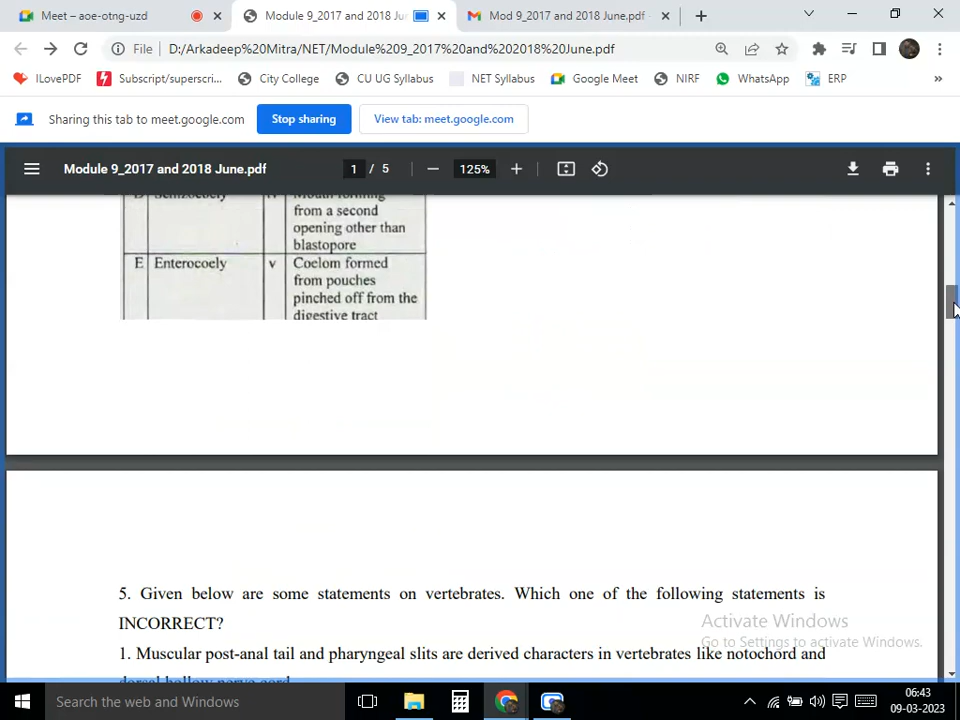 Meet – aoe-otng-uzd
Module 9_2017 and 2018 Ju
Mod 9_2017 and 2018 June.pdf -
File
D:/Arkadeep%20Mitra/NET/Module%209_2017%20and%202018%20June.pdf
ILovePDF
Subscript/superscri...
City College
CU UG Syllabus
NET Syllabus
Google Meet
NIRF
WhatsApp
ERP
»
Sharing this tab to meet.google.com
Stop sharing
View tab: meet.google.com
Module 9_2017 and 2018 June.pdf
1 / 5
125%
from a second
opening other than
blastopore
E Enterocoely v Coelom formed
from pouches
pinched off from the
digestive tract
5. Given below are some statements on vertebrates. Which one of the following statements is
INCORRECT?
1. Muscular post-anal tail and pharyngeal slits are derived characters in vertebrates like notochord and
dorsal hollow nerve cord
Activate Windows
Go to Settings to activate Windows.
Search the web and Windows
06:43
09-03-2023